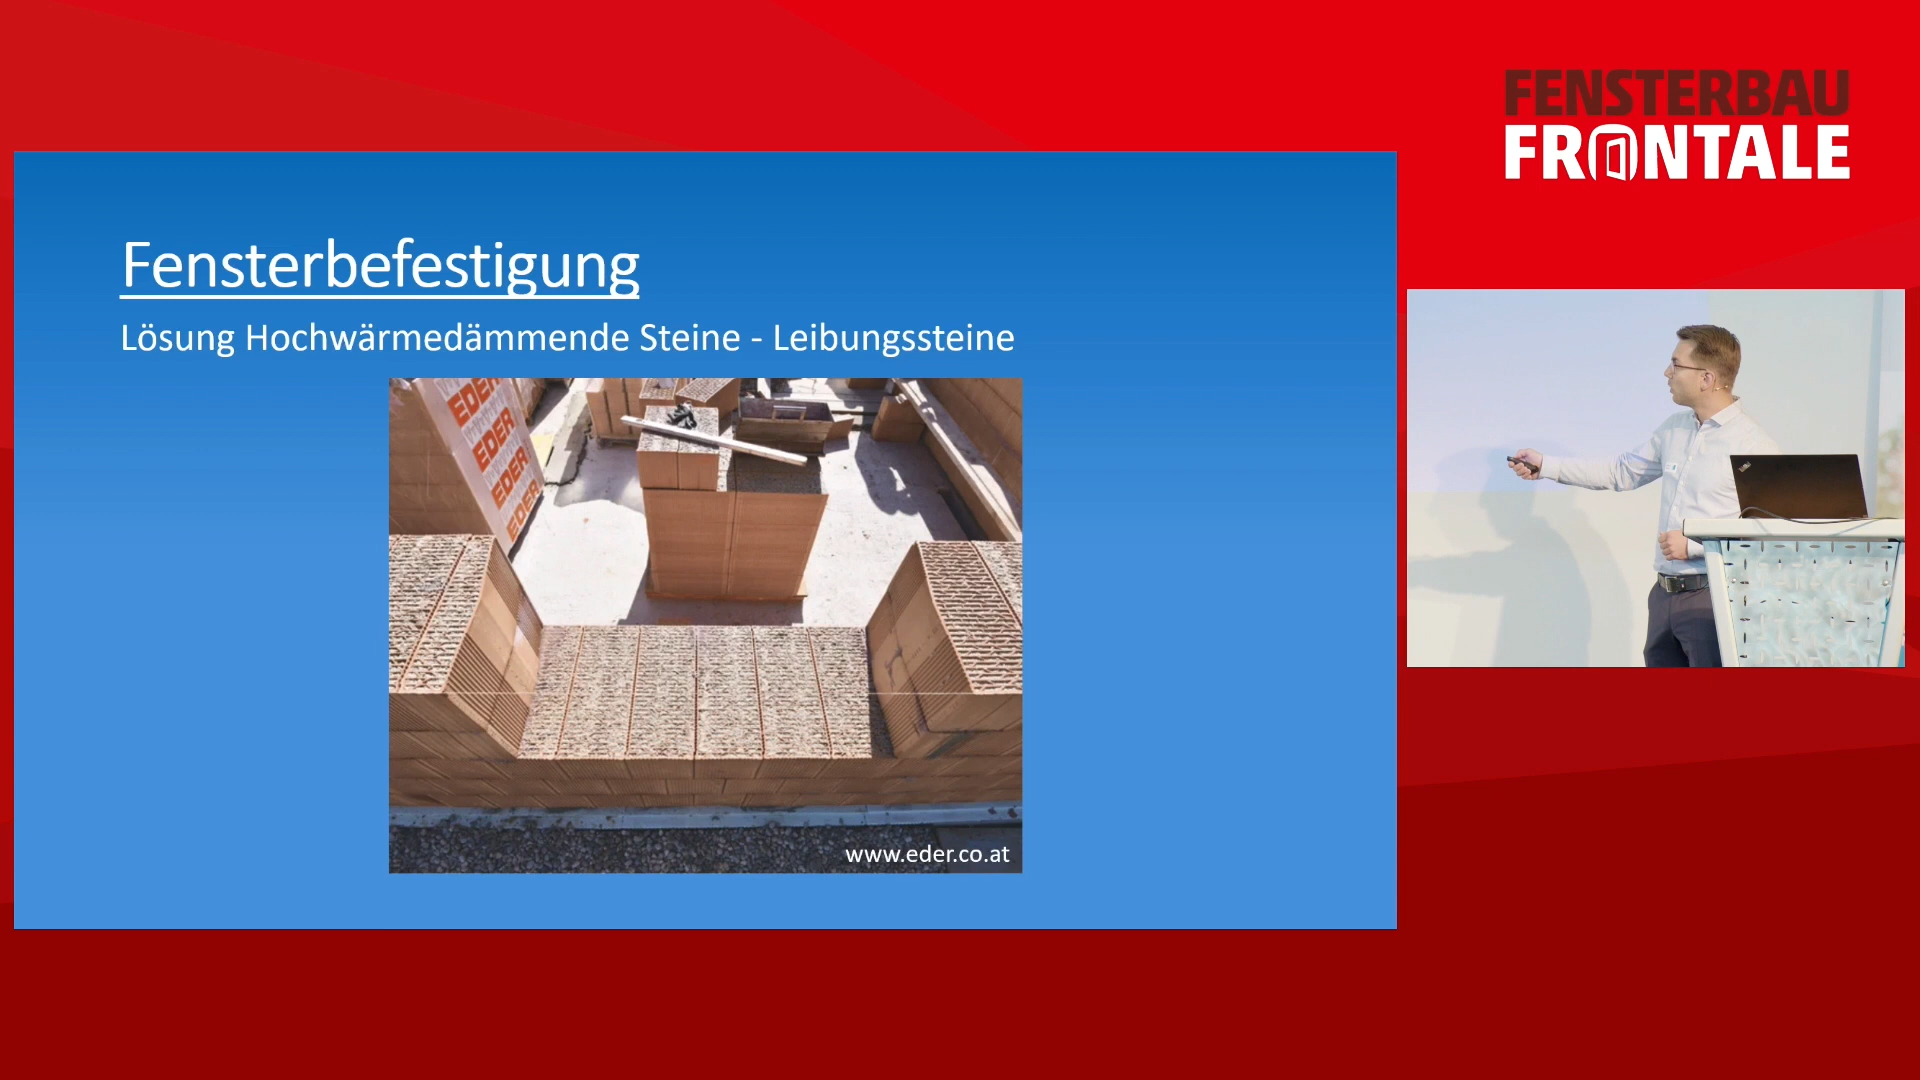 FENSTERBAU
FRONTALE
Fensterbefestigung
Lösung Hochwärmedämmende Steine - Leibungssteine
EDER
EDER
EDER
EDER
www.eder.co.at